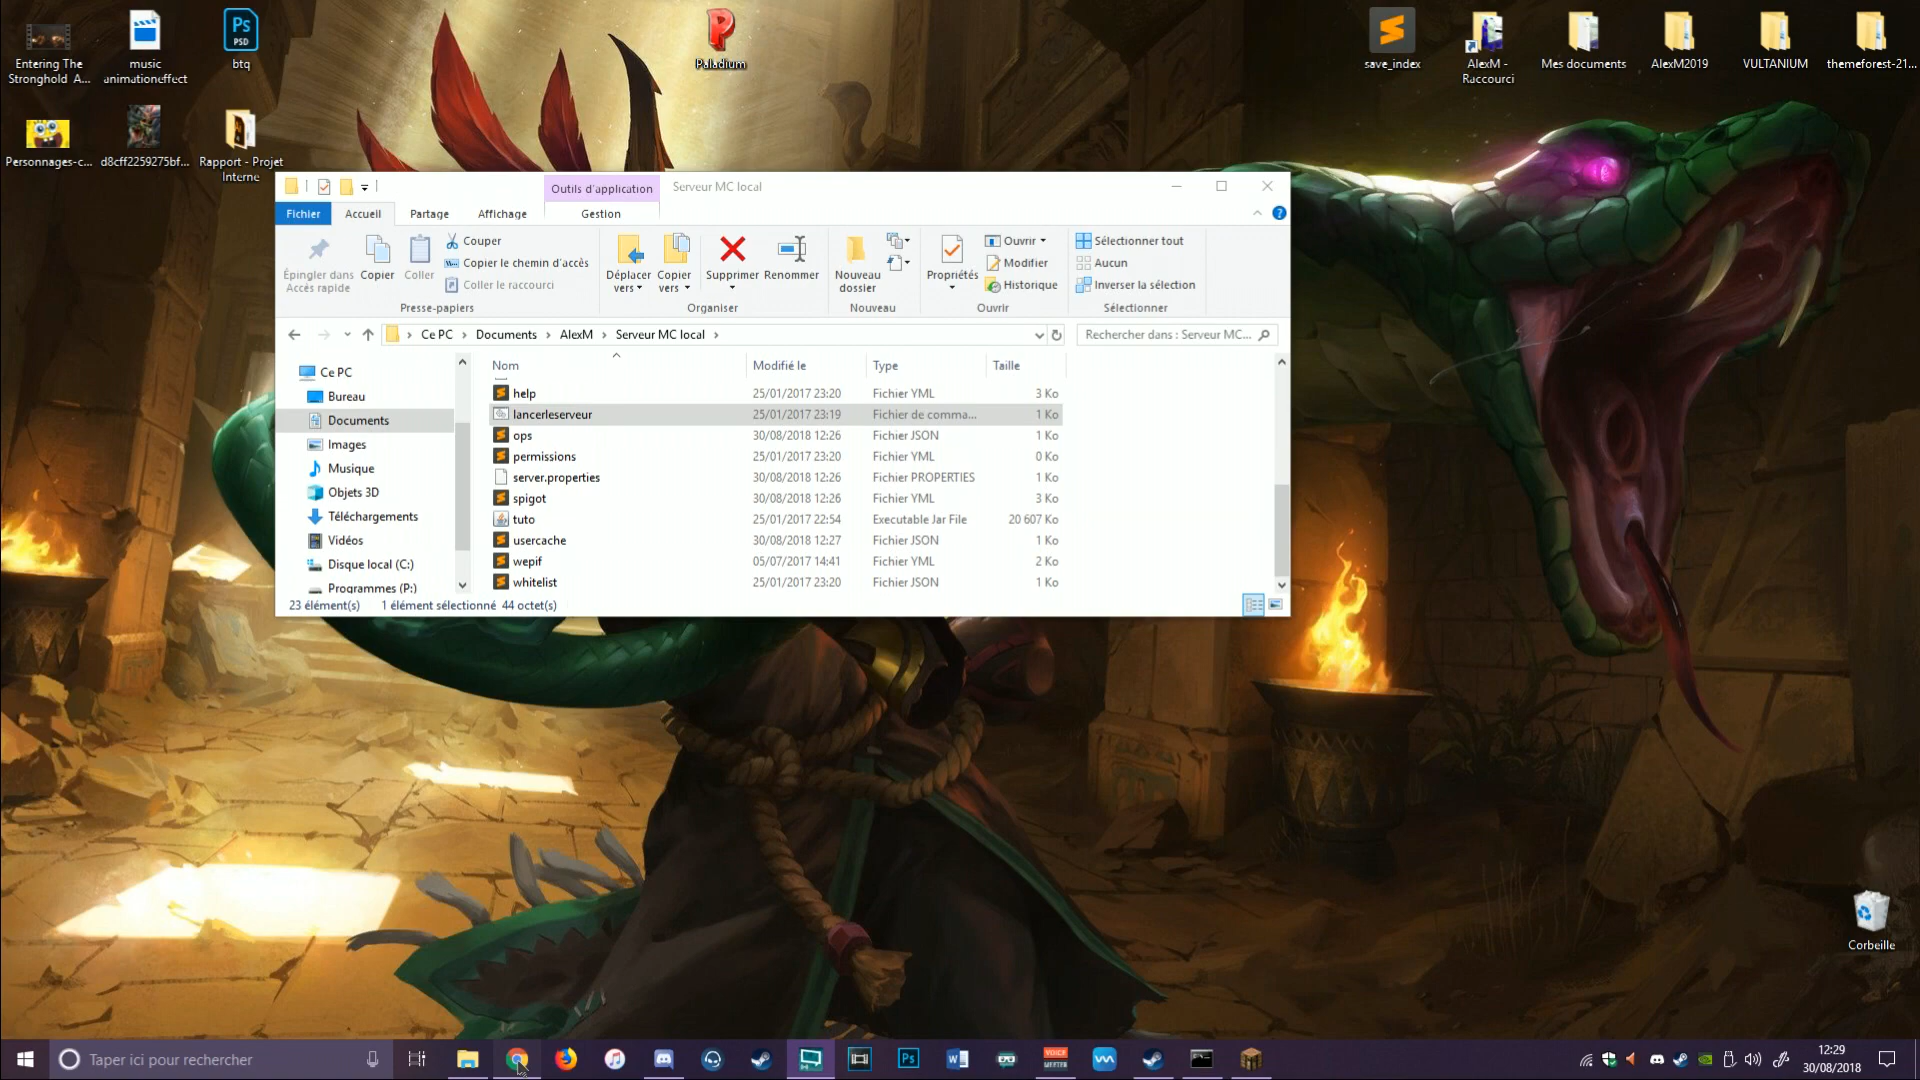 Entering The
Stronghold A...
music
animationeffect
btq
Paladium
save_index
AlexM -
Raccourci
Mes documents
AlexM2019
VULTANIUM
themeforest-21...
Personnages-c...
d8cff2259275bf...
Rapport - Projet
Interne
Outils d'application
Serveur MC local
Fichier
Accueil
Partage
Affichage
Gestion
Épingler dans
Accès rapide
Copier
Coller
Couper
Copier le chemin d'accès
Coller le raccourci
Presse-papiers
Déplacer
vers
Copier
vers
Supprimer
Renommer
Organiser
Nouveau
dossier
Nouveau
Propriétés
Ouvrir
Modifier
Historique
Ouvrir
Sélectionner tout
Aucun
Inverser la sélection
Sélectionner
Ce PC > Documents > AlexM > Serveur MC local >
Rechercher dans : Serveur MC...
Ce PC
Bureau
Documents
Images
Musique
Objets 3D
Téléchargements
Vidéos
Disque local (C:)
Programmes (P:)
Nom Modifié le Type Taille
help 25/01/2017 23:20 Fichier YML 3 Ko
lancerleserveur 25/01/2017 23:19 Fichier de comma... 1 Ko
ops 30/08/2018 12:26 Fichier JSON 1 Ko
permissions 25/01/2017 23:20 Fichier YML 0 Ko
server.properties 30/08/2018 12:26 Fichier PROPERTIES 1 Ko
spigot 30/08/2018 12:26 Fichier YML 3 Ko
tuto 25/01/2017 22:54 Executable Jar File 20 607 Ko
usercache 30/08/2018 12:27 Fichier JSON 1 Ko
wepif 05/07/2017 14:41 Fichier YML 2 Ko
whitelist 25/01/2017 23:20 Fichier JSON 1 Ko
23 élément(s) 1 élément sélectionné 44 octet(s)
Corbeille
Taper ici pour rechercher
12:29
30/08/2018